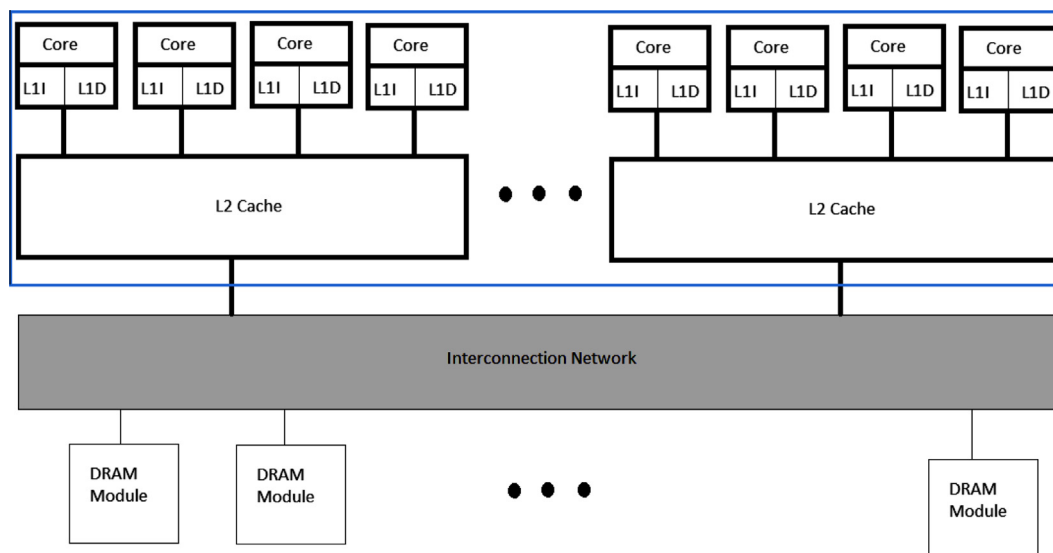 Core Core Core Core Core Core Core Core
L1I L1D L1I L1D L1I L1D L1I L1D L1I L1D L1I L1D L1I L1D L1I L1D
L2 Cache L2 Cache
Interconnection Network
DRAM DRAM DRAM
Module Module Module